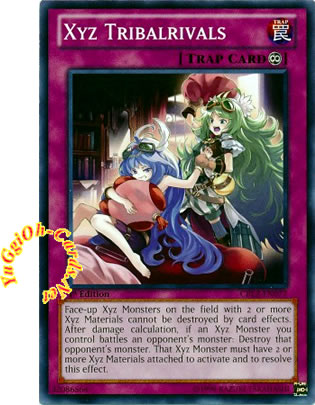 XYZ TRIBALRIVALS
TRAP
罠
[TRAP CARD]
YuGgiOh-Cards.Net
Edition
Face-up Xyz Monsters on the field with 2 or more
Xyz Materials cannot be destroyed by card effects.
After damage calculation, if an Xyz Monster you
control battles an opponent's monster: Destroy that
opponent's monster. That Xyz Monster must have 2 or
more Xyz Materials attached to activate and to resolve
this effect.